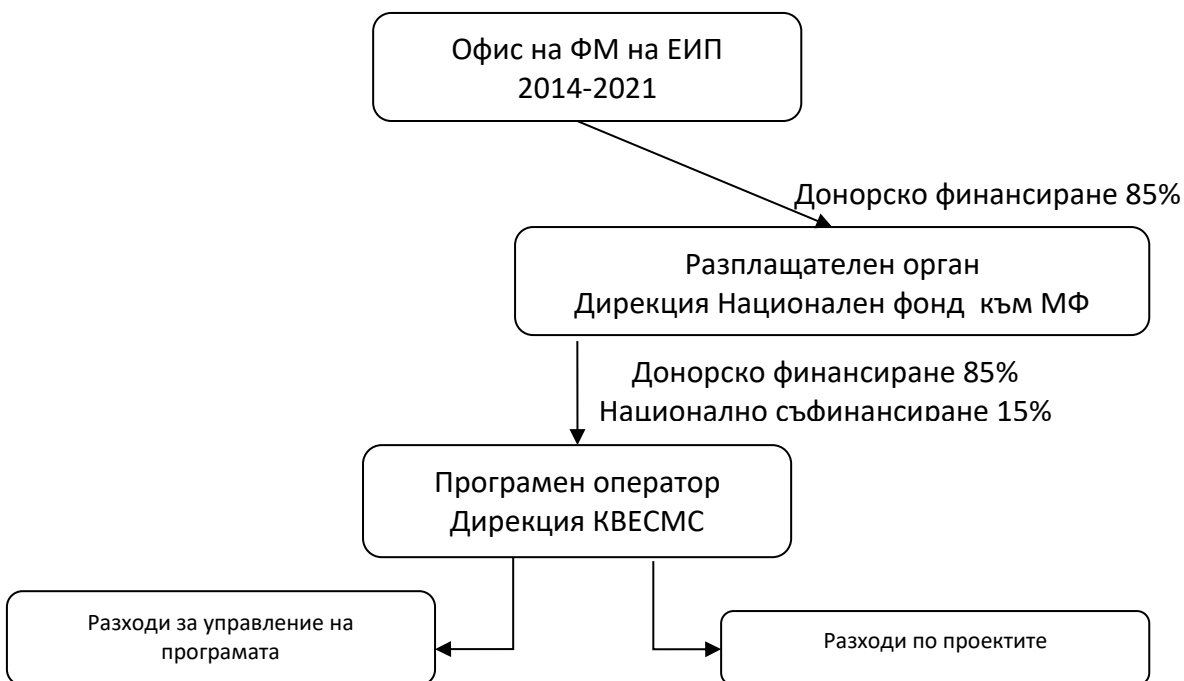 Офис на ФМ на ЕИП
2014-2021
Донорско финансиране 85%
Разплащателен орган
Дирекция Национален фонд към МФ
Донорско финансиране 85%
Национално съфинансиране 15%
Програмен оператор
Дирекция КВЕСМС
Разходи за управление на
програмата
Разходи по проектите